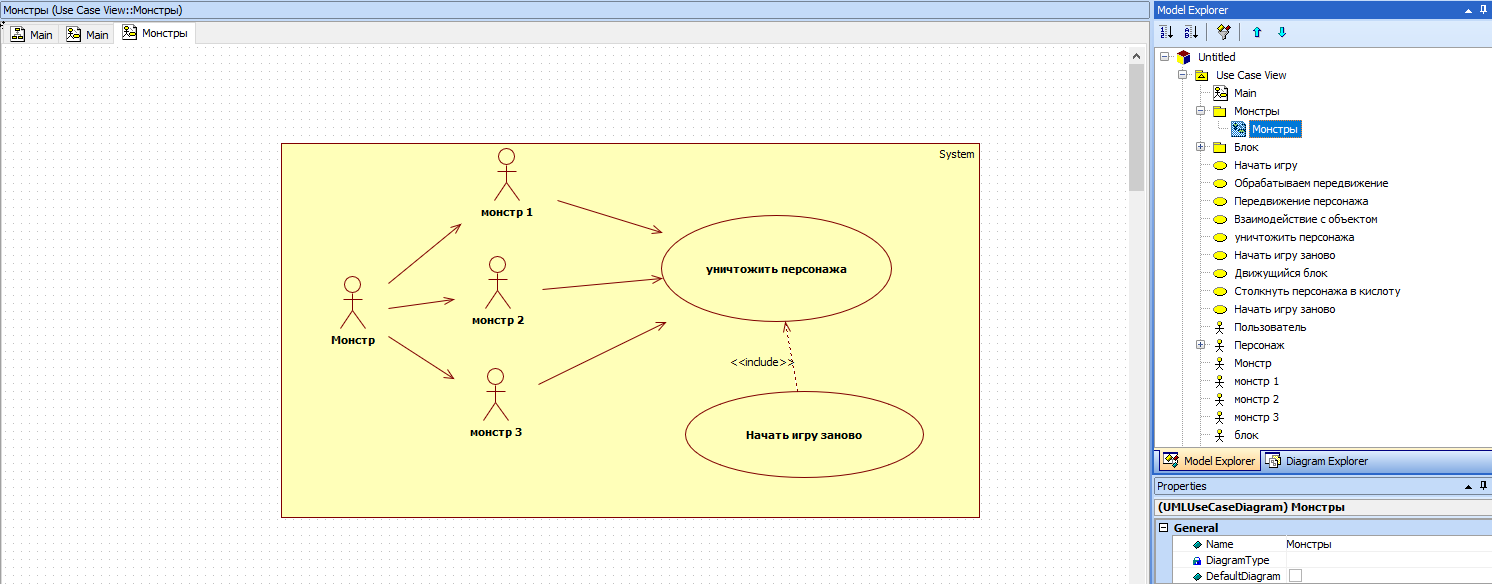 Монстры (Use Case View::Монстры)
Main
Main
Монстры
System
монстр 1
уничтожить персонажа
монстр 2
Монстр
<<include>>
монстр 3
Начать игру заново
Model Explorer
Untitled
Use Case View
Main
Монстры
Монстры
Блок
Начать игру
Обрабатываем передвижение
Передвижение персонажа
Взаимодействие с объектом
уничтожить персонажа
Начать игру заново
Движущийся блок
Столкнуть персонажа в кислоту
Начать игру заново
Пользователь
Персонаж
Монстр
монстр 1
монстр 2
монстр 3
блок
Model Explorer
Diagram Explorer
Properties
(UMLUseCaseDiagram) Монстры
General
Name Монстры
DiagramType
DefaultDiagram